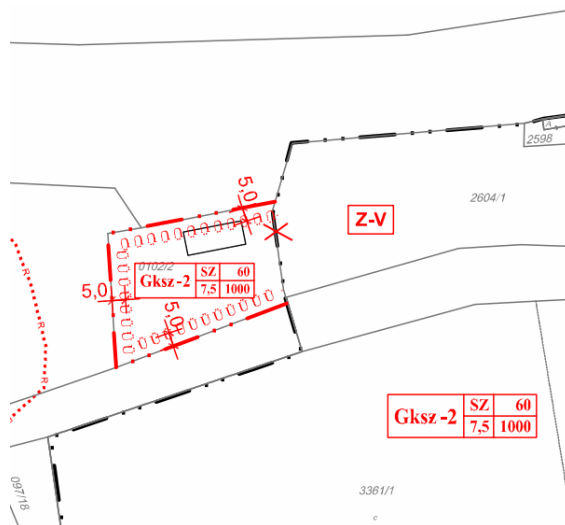 2598
2604/1
5,0
Z-V
0102/2
Gksz-2 SZ 60
7,5 1000
5,0
5,0
R
R
R
R
Gksz-2 SZ 60
7,5 1000
097/18
3361/1
c